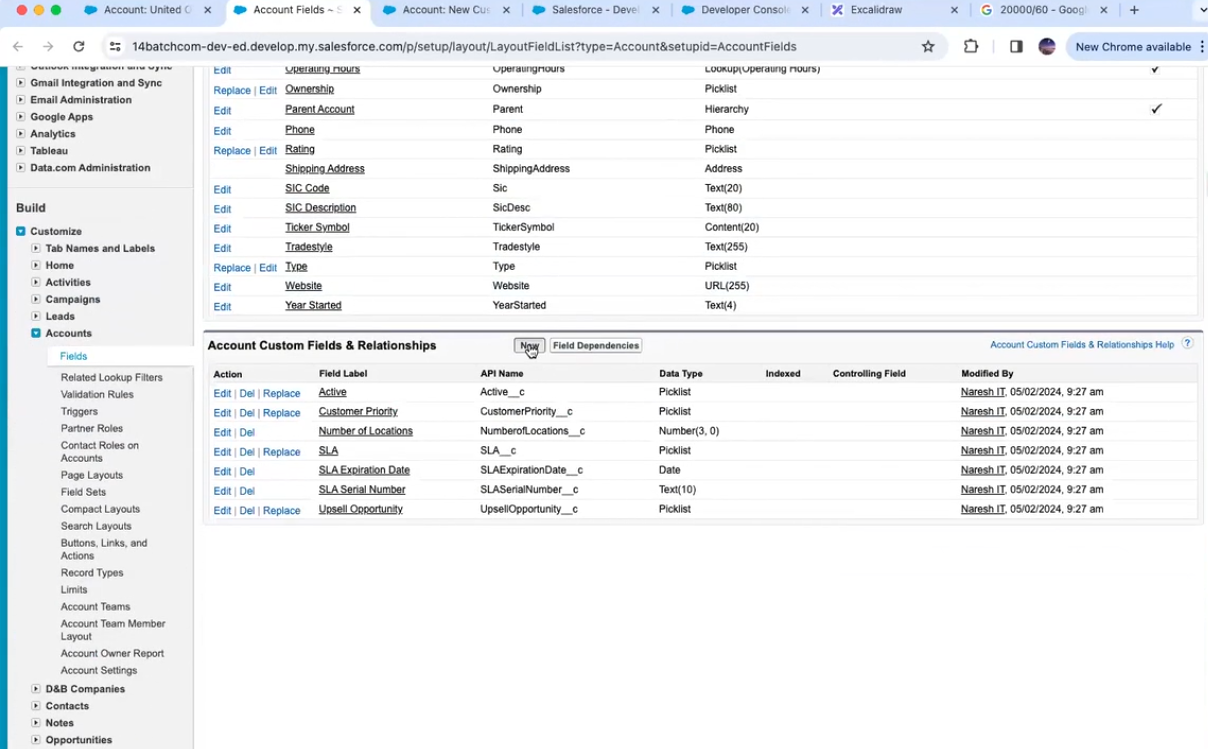 Account: United C
Account Fields ~ S
Account: New Cus
Salesforce - Devel
Developer Console
Excalidraw
20000/60 - Googl
14batchcom-dev-ed.develop.my.salesforce.com/p/setup/layout/LayoutFieldList?type=Account&setupid=AccountFields
New Chrome available
Outlook Integration and Sync
Gmail Integration and Sync
Email Administration
Google Apps
Analytics
Tableau
Data.com Administration
Build
Customize
Tab Names and Labels
Home
Activities
Campaigns
Leads
Accounts
Fields
Related Lookup Filters
Validation Rules
Triggers
Partner Roles
Contact Roles on
Accounts
Page Layouts
Field Sets
Compact Layouts
Search Layouts
Buttons, Links, and
Actions
Record Types
Limits
Account Teams
Account Team Member
Layout
Account Owner Report
Account Settings
D&B Companies
Contacts
Notes
Opportunities
Edit Operating Hours OperatingHours Lookup(Operating Hours)
Replace | Edit Ownership Ownership Picklist
Edit Parent Account Parent Hierarchy
Edit Phone Phone Phone
Replace | Edit Rating Rating Picklist
Shipping Address ShippingAddress Address
Edit SIC Code Sic Text(20)
Edit SIC Description SicDesc Text(80)
Edit Ticker Symbol TickerSymbol Content(20)
Edit Tradestyle Tradestyle Text(255)
Replace | Edit Type Type Picklist
Edit Website Website URL(255)
Edit Year Started YearStarted Text(4)
Account Custom Fields & Relationships New Field Dependencies Account Custom Fields & Relationships Help ?
Action Field Label API Name Data Type Indexed Controlling Field Modified By
Edit | Del | Replace Active Active__c Picklist Naresh IT, 05/02/2024, 9:27 am
Edit | Del | Replace Customer Priority CustomerPriority__c Picklist Naresh IT, 05/02/2024, 9:27 am
Edit | Del Number of Locations NumberofLocations__c Number(3, 0) Naresh IT, 05/02/2024, 9:27 am
Edit | Del | Replace SLA SLA__c Picklist Naresh IT, 05/02/2024, 9:27 am
Edit | Del SLA Expiration Date SLAExpirationDate__c Date Naresh IT, 05/02/2024, 9:27 am
Edit | Del SLA Serial Number SLASerialNumber__c Text(10) Naresh IT, 05/02/2024, 9:27 am
Edit | Del | Replace Upsell Opportunity UpsellOpportunity__c Picklist Naresh IT, 05/02/2024, 9:27 am